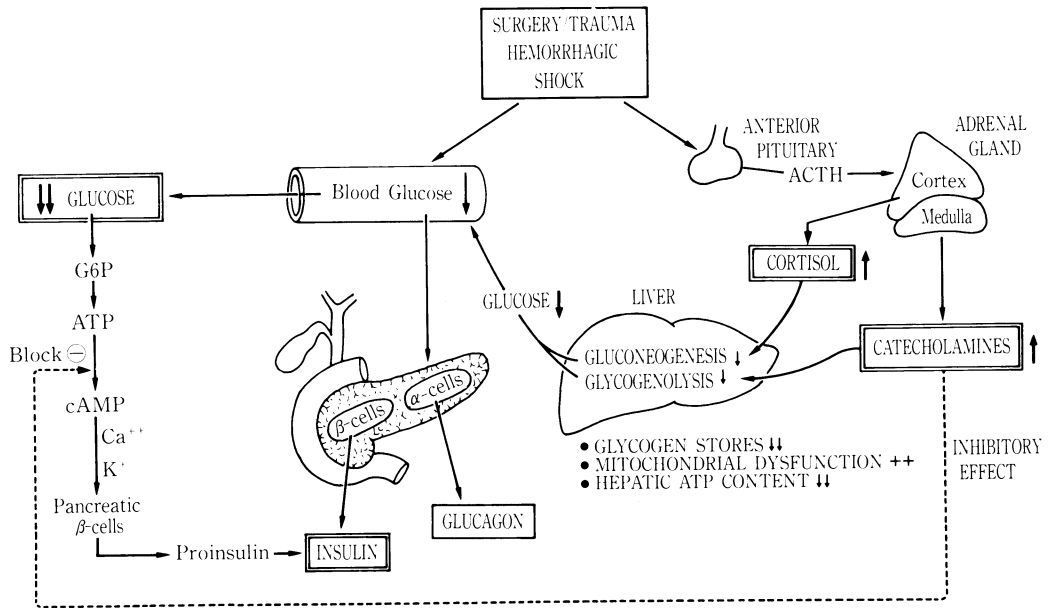 SURGERY/TRAUMA
HEMORRHAGIC
SHOCK
ANTERIOR
PITUITARY
ACTH
ADRENAL
GLAND
Cortex
Medulla
Blood Glucose ↓
↓↓ GLUCOSE
G6P
ATP
Block ⊖
cAMP
Ca⁺⁺
K⁺
Pancreatic
β-cells
Proinsulin
INSULIN
GLUCAGON
β-cells
α-cells
GLUCOSE ↓
LIVER
GLUCONEOGENESIS ↓
GLYCOGENOLYSIS ↓
CORTISOL ↑
CATECHOLAMINES ↑
● GLYCOGEN STORES ↓↓
● MITOCHONDRIAL DYSFUNCTION ++
● HEPATIC ATP CONTENT ↓↓
INHIBITORY
EFFECT